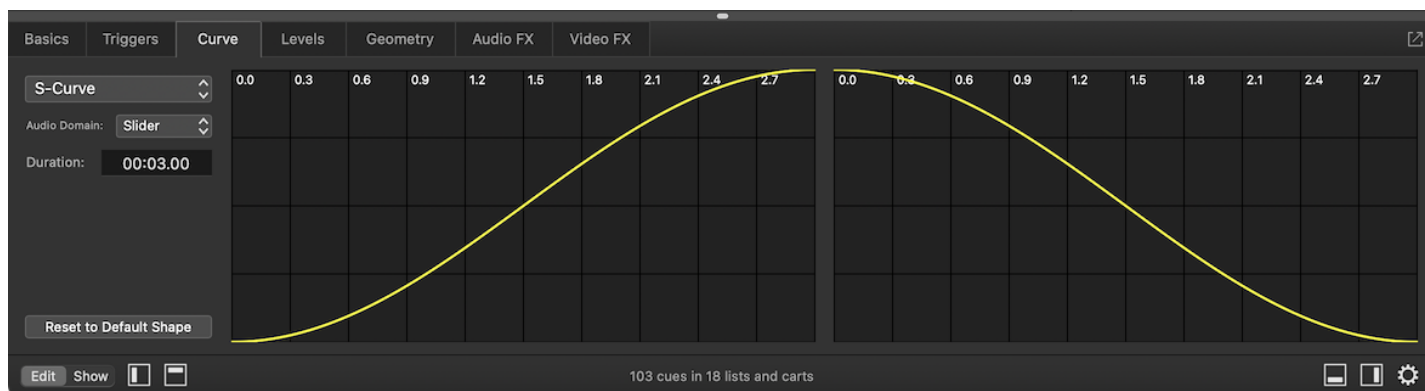 Basics Triggers Curve Levels Geometry Audio FX Video FX
S-Curve
0.0 0.3 0.6 0.9 1.2 1.5 1.8 2.1 2.4 2.7 0.0 0.3 0.6 0.9 1.2 1.5 1.8 2.1 2.4 2.7
Audio Domain: Slider
Duration: 00:03.00
Reset to Default Shape
Edit Show 103 cues in 18 lists and carts